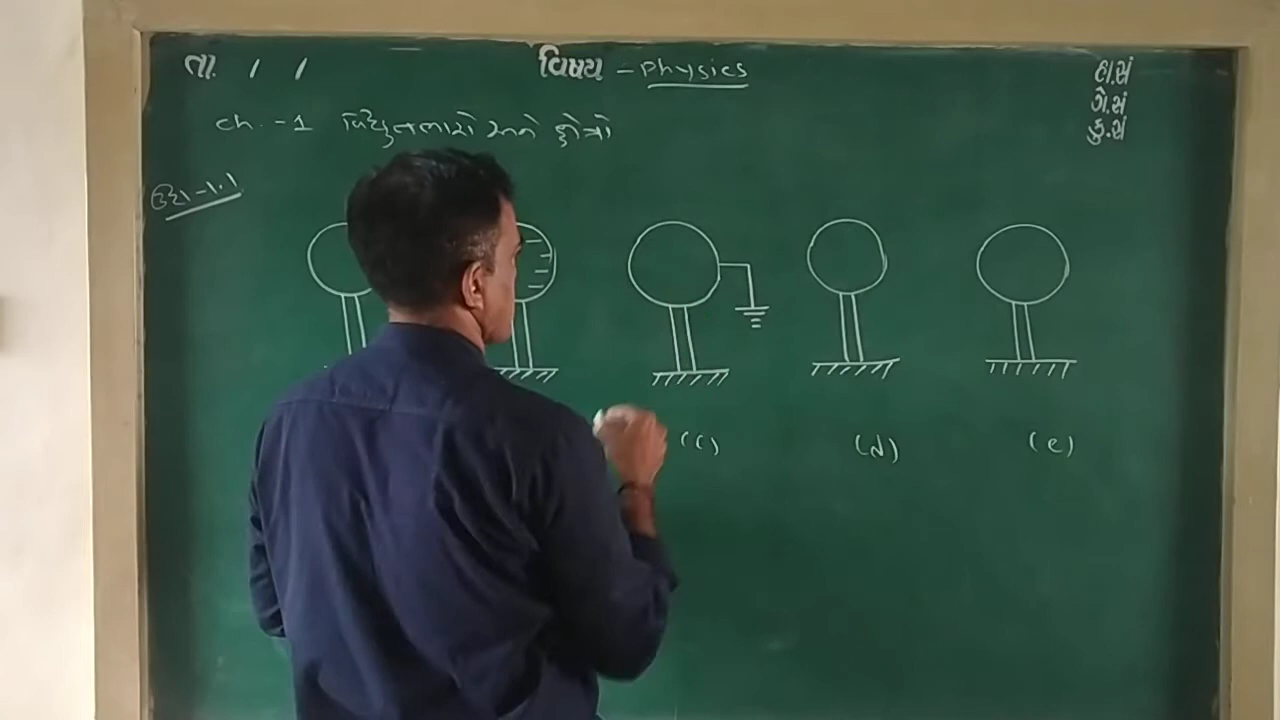 તા. / / વિષય - Physics
હા.સં
ગે.સં
કુ.સં
ch. -1 વિદ્યુતભારો અને ક્ષેત્રો
ઉદા-1.1
(c) (d) (e)